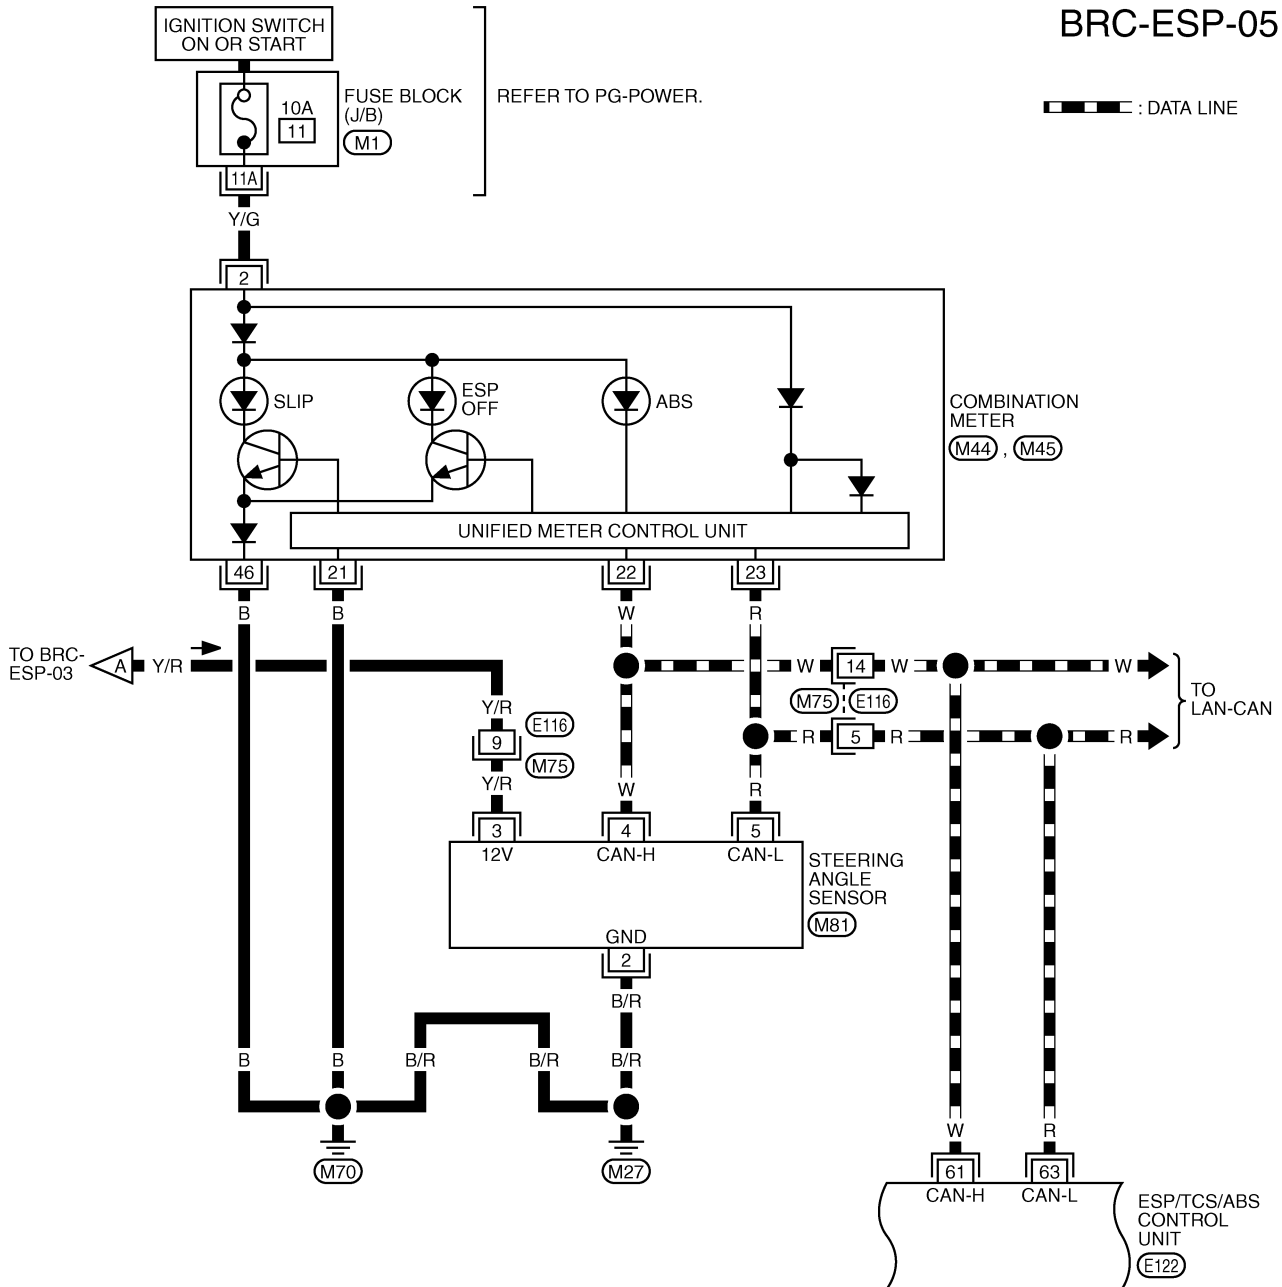 BRC-ESP-05
IGNITION SWITCH
ON OR START
10A
11
FUSE BLOCK
(J/B)
M1
REFER TO PG-POWER.
: DATA LINE
11A
Y/G
2
SLIP
ESP
OFF
ABS
COMBINATION
METER
M44 , M45
UNIFIED METER CONTROL UNIT
46 21 22 23
B B W R
TO BRC-
ESP-03
A Y/R
W 14 W W
TO
LAN-CAN
Y/R
M75 E116
E116
9
M75
R 5 R R
Y/R W R
3 4 5
12V CAN-H CAN-L
STEERING
ANGLE
SENSOR
M81
GND
2
B/R
B B B/R B/R B/R
W R
M70 M27
61 63
CAN-H CAN-L
ESP/TCS/ABS
CONTROL
UNIT
E122